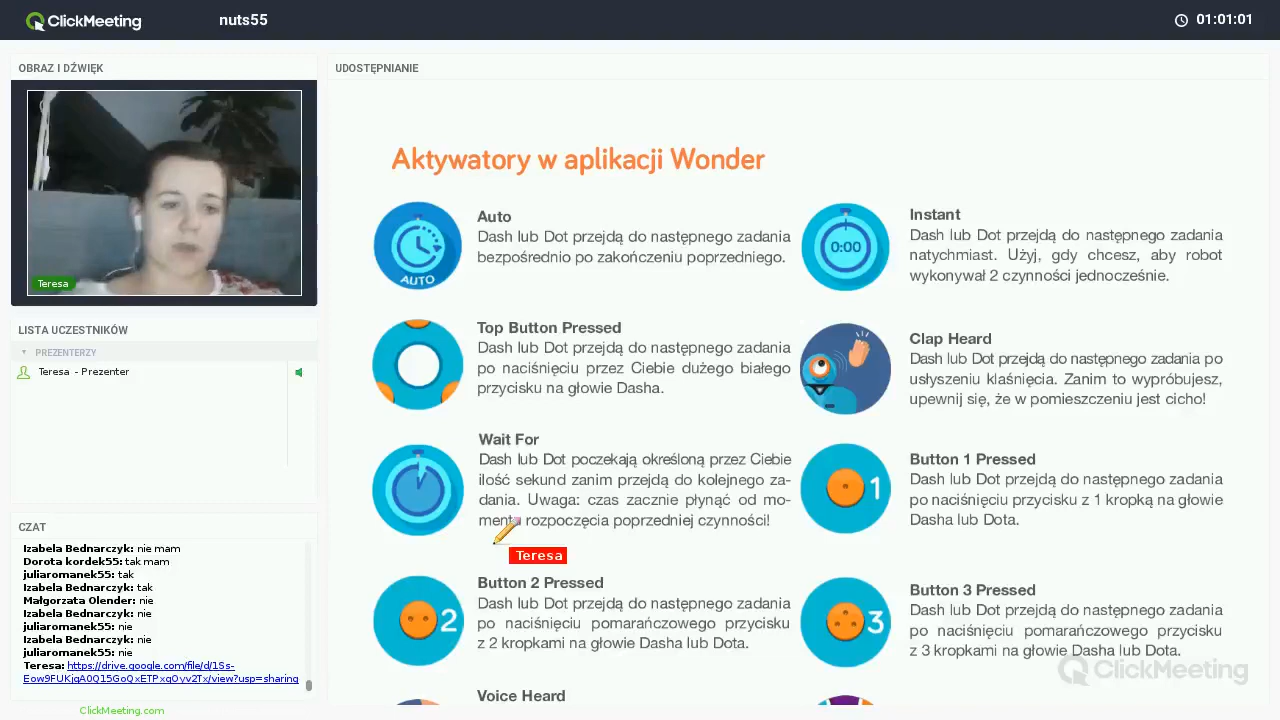 ClickMeeting
nuts55
01:01:01
OBRAZ I DŹWIĘK
Teresa
LISTA UCZESTNIKÓW
PREZENTERZY
Teresa - Prezenter
CZAT
Izabela Bednarczyk: nie mam
Dorota kordek55: tak mam
juliaromanek55: tak
Izabela Bednarczyk: tak
Małgorzata Olender: nie
Izabela Bednarczyk: nie
juliaromanek55: nie
Izabela Bednarczyk: nie
juliaromanek55: nie
Teresa: https://drive.google.com/file/d/1Ss-
Eow9FUKjqA0Q15GoQxETPxqOyv2Tx/view?usp=sharing
ClickMeeting.com
UDOSTĘPNIANIE
Aktywatory w aplikacji Wonder
AUTO
Auto
Dash lub Dot przejdą do następnego zadania
bezpośrednio po zakończeniu poprzedniego.
0:00
Instant
Dash lub Dot przejdą do następnego zadania
natychmiast. Użyj, gdy chcesz, aby robot
wykonywał 2 czynności jednocześnie.
Top Button Pressed
Dash lub Dot przejdą do następnego zadania
po naciśnięciu przez Ciebie dużego białego
przycisku na głowie Dasha.
Clap Heard
Dash lub Dot przejdą do następnego zadania po
usłyszeniu klaśnięcia. Zanim to wypróbujesz,
upewnij się, że w pomieszczeniu jest cicho!
Wait For
Dash lub Dot poczekają określoną przez Ciebie
ilość sekund zanim przejdą do kolejnego za-
dania. Uwaga: czas zacznie płynąć od mo-
mentu rozpoczęcia poprzedniej czynności!
Teresa
1
Button 1 Pressed
Dash lub Dot przejdą do następnego zadania
po naciśnięciu przycisku z 1 kropką na głowie
Dasha lub Dota.
2
Button 2 Pressed
Dash lub Dot przejdą do następnego zadania
po naciśnięciu pomarańczowego przycisku
z 2 kropkami na głowie Dasha lub Dota.
3
Button 3 Pressed
Dash lub Dot przejdą do następnego zadania
po naciśnięciu pomarańczowego przycisku
z 3 kropkami na głowie Dasha lub Dota.
Voice Heard
ClickMeeting